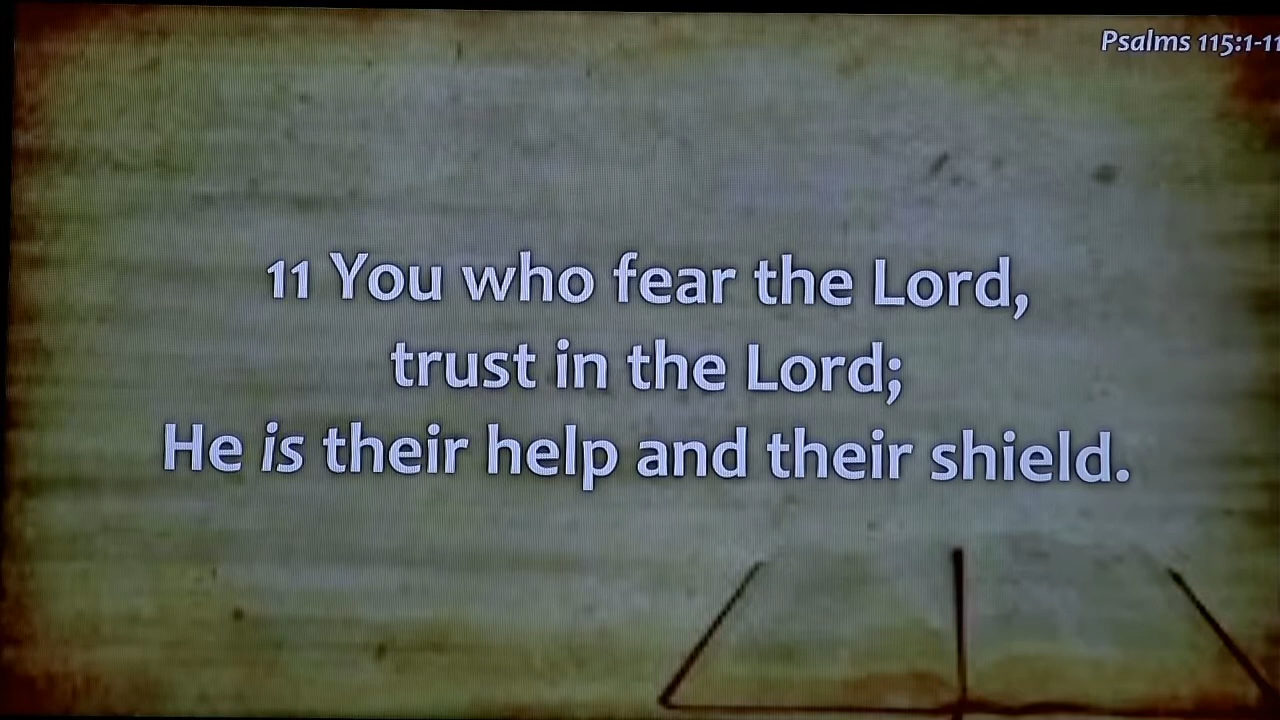 Psalms 115:1-11
11 You who fear the Lord,
trust in the Lord;
He is their help and their shield.